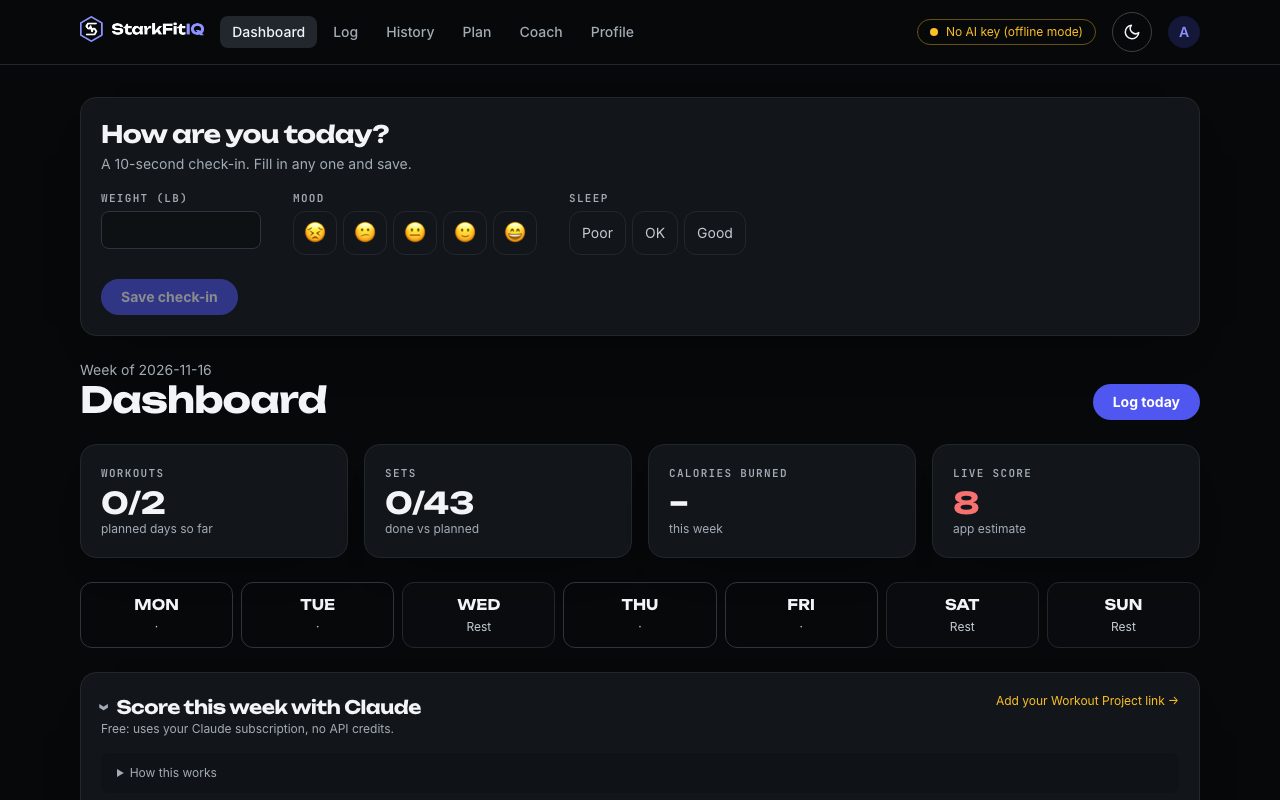 StarkFitIQ
Dashboard
Log
History
Plan
Coach
Profile
No AI key (offline mode)
A
How are you today?
A 10-second check-in. Fill in any one and save.
WEIGHT (LB)
MOOD
SLEEP
Poor
OK
Good
Save check-in
Week of 2026-11-16
Dashboard
Log today
WORKOUTS
0/2
planned days so far
SETS
0/43
done vs planned
CALORIES BURNED
–
this week
LIVE SCORE
8
app estimate
MON
·
TUE
·
WED
Rest
THU
·
FRI
·
SAT
Rest
SUN
Rest
Score this week with Claude
Add your Workout Project link →
Free: uses your Claude subscription, no API credits.
How this works